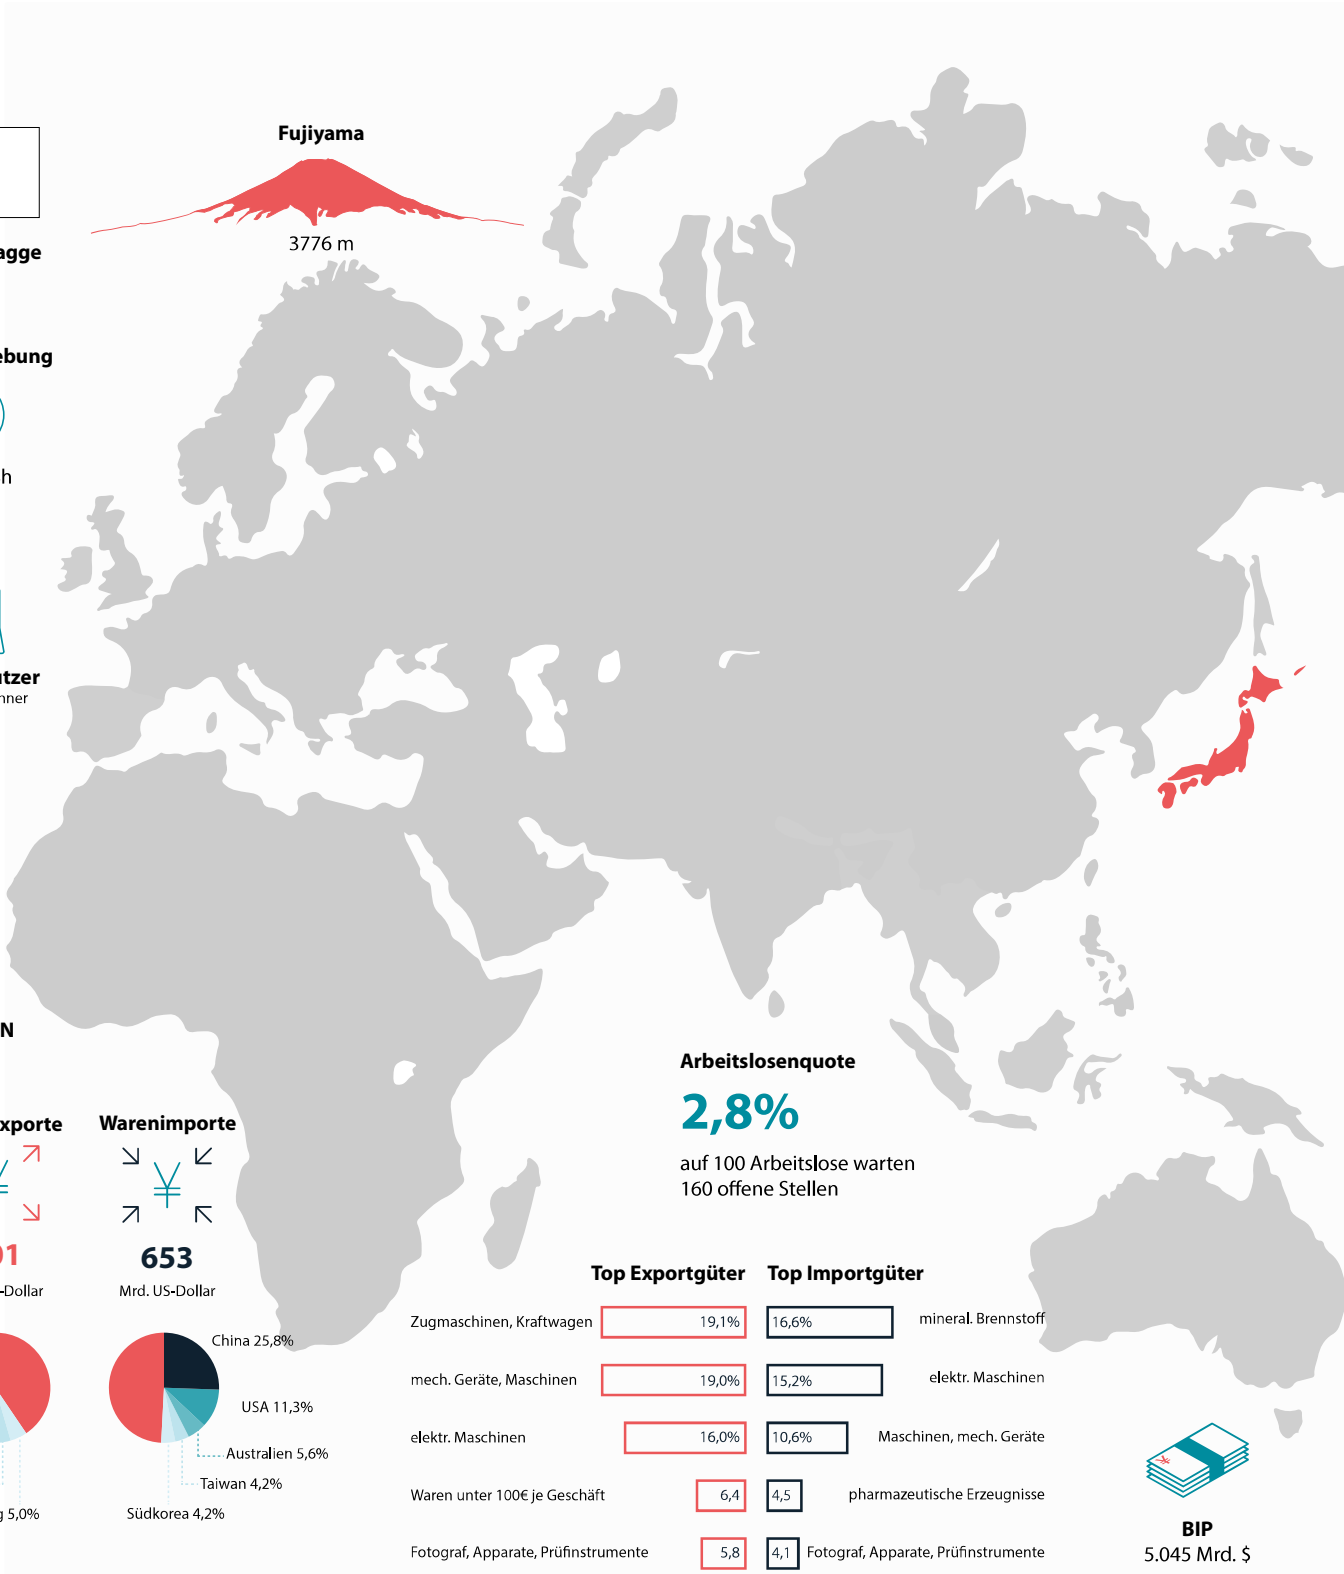 Fujiyama
3776 m
agge
ebung
h
tzer
nner
N
xporte
Warenimporte
91
653
-Dollar
Mrd. US-Dollar
China 25,8%
USA 11,3%
Australien 5,6%
Taiwan 4,2%
Südkorea 4,2%
g 5,0%
Arbeitslosenquote
2,8%
auf 100 Arbeitslose warten
160 offene Stellen
Top Exportgüter Top Importgüter
Zugmaschinen, Kraftwagen 19,1% 16,6% mineral. Brennstoff
mech. Geräte, Maschinen 19,0% 15,2% elektr. Maschinen
elektr. Maschinen 16,0% 10,6% Maschinen, mech. Geräte
Waren unter 100€ je Geschäft 6,4 4,5 pharmazeutische Erzeugnisse
Fotograf, Apparate, Prüfinstrumente 5,8 4,1 Fotograf, Apparate, Prüfinstrumente
BIP
5.045 Mrd. $